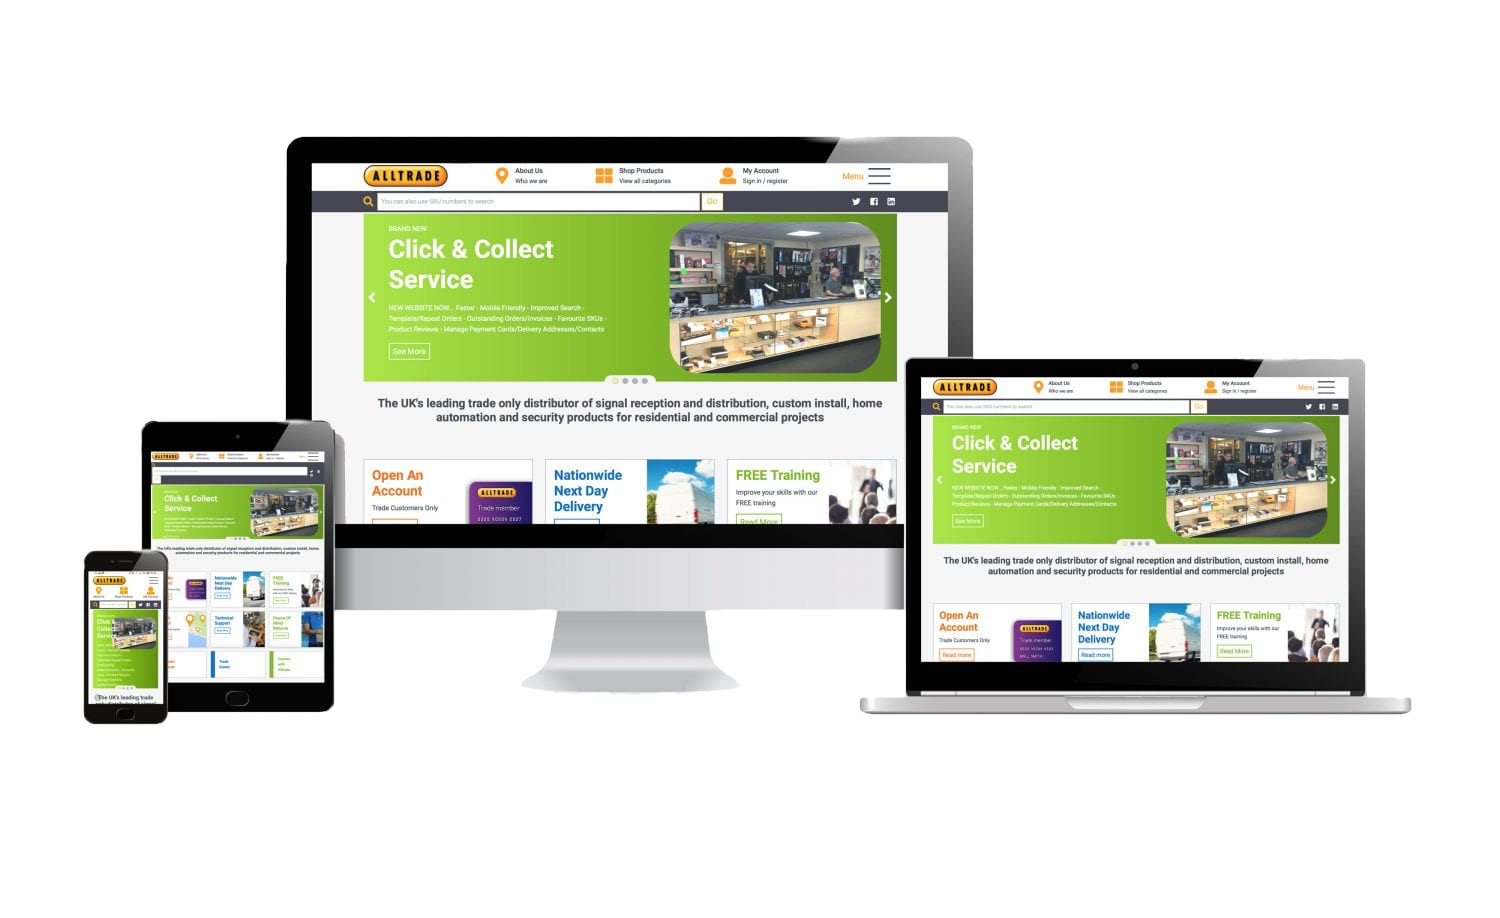 ALLTRADE
About Us
Who we are
Shop Products
View all categories
My Account
Sign in / register
Menu
You can also use SKU numbers to search
Go
BRAND NEW
Click & Collect
Service
NEW WEBSITE NOW... Faster - Mobile Friendly - Improved Search -
Template/Repeat Orders - Outstanding Orders/Invoices - Favourite SKUs -
Product Reviews - Manage Payment Cards/Delivery Addresses/Contacts
See More
The UK's leading trade only distributor of signal reception and distribution, custom install, home
automation and security products for residential and commercial projects
Open An
Account
Trade Customers Only
ALLTRADE
Trade member
Nationwide
Next Day
Delivery
FREE Training
Improve your skills with our
FREE training
Read More
ALLTRADE
About Us
Who we are
Shop Products
View all categories
My Account
Sign in / register
Menu
You can also use SKU numbers to search
Go
BRAND NEW
Click & Collect
Service
NEW WEBSITE NOW... Faster - Mobile Friendly - Improved Search -
Template/Repeat Orders - Outstanding Orders/Invoices - Favourite SKUs -
Product Reviews - Manage Payment Cards/Delivery Addresses/Contacts
See More
The UK's leading trade only distributor of signal reception and distribution, custom install, home
automation and security products for residential and commercial projects
Open An
Account
Trade Customers Only
Read more
ALLTRADE
Trade member
MR J. SMITH
Nationwide
Next Day
Delivery
Read more
FREE Training
Improve your skills with our
FREE training
Read More
ALLTRADE
Click & Collect
Service
The UK's leading trade only distributor of signal reception and distribution, custom install, home
automation and security products for residential and commercial projects
Nationwide
Next Day
Delivery
FREE
Training
Technical
Support
Peace Of
Mind
Returns
Trade
Careers
with
ALLTRADE
The UK's leading trade